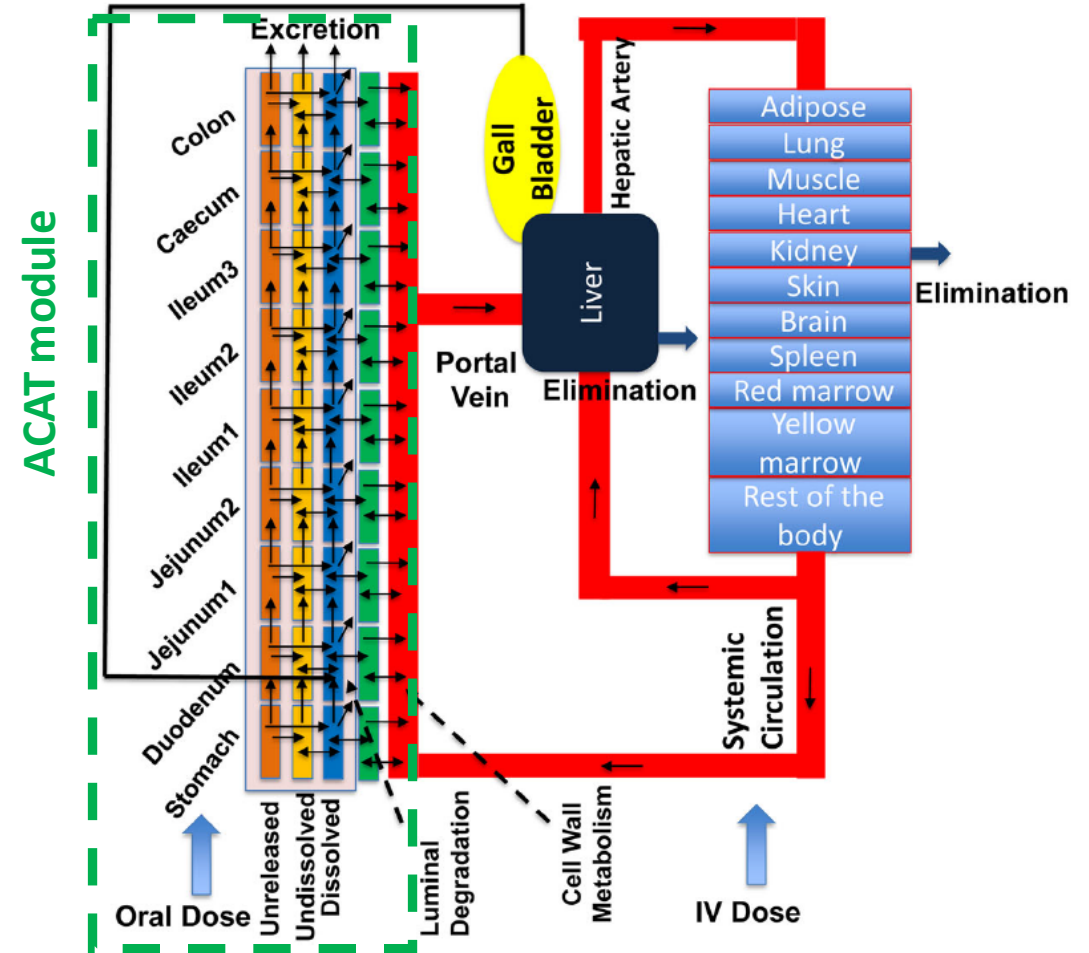 ACAT module
Excretion
Colon
Caecum
Ileum3
Ileum2
Ileum1
Jejunum2
Jejunum1
Duodenum
Stomach
Oral Dose
Unreleased
Undissolved
Dissolved
Luminal
Degradation
Cell Wall
Metabolism
Gall
Bladder
Hepatic Artery
Liver
Portal
Vein
Elimination
Adipose
Lung
Muscle
Heart
Kidney
Skin
Brain
Spleen
Red marrow
Yellow
marrow
Rest of the
body
Elimination
Systemic
Circulation
IV Dose